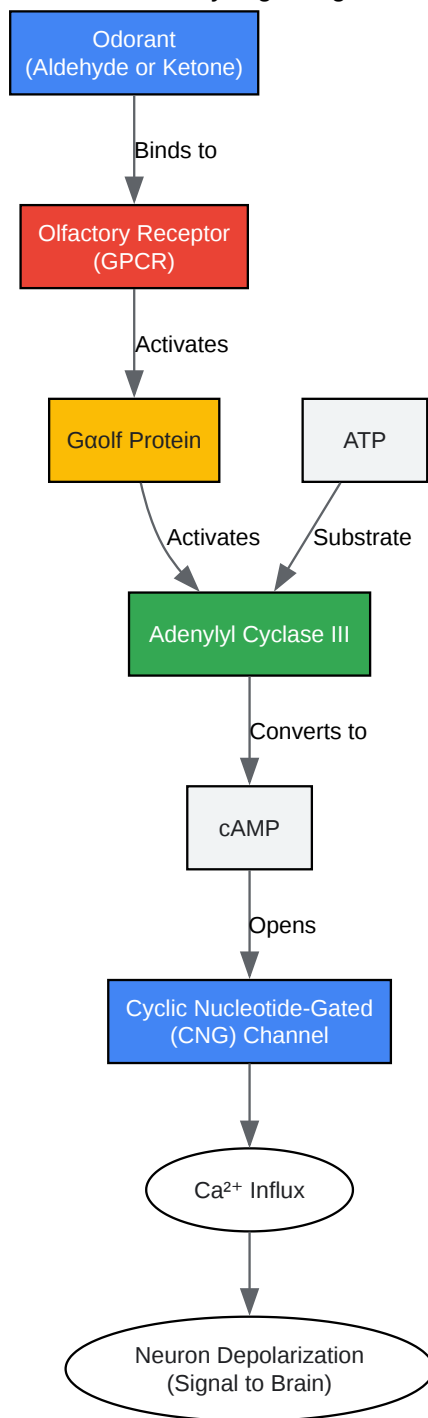 Odorant
(Aldehyde or Ketone)
Binds to
Olfactory Receptor
(GPCR)
Activates
Gαolf Protein
ATP
Activates
Substrate
Adenylyl Cyclase III
Converts to
cAMP
Opens
Cyclic Nucleotide-Gated
(CNG) Channel
Ca²⁺ Influx
Neuron Depolarization
(Signal to Brain)